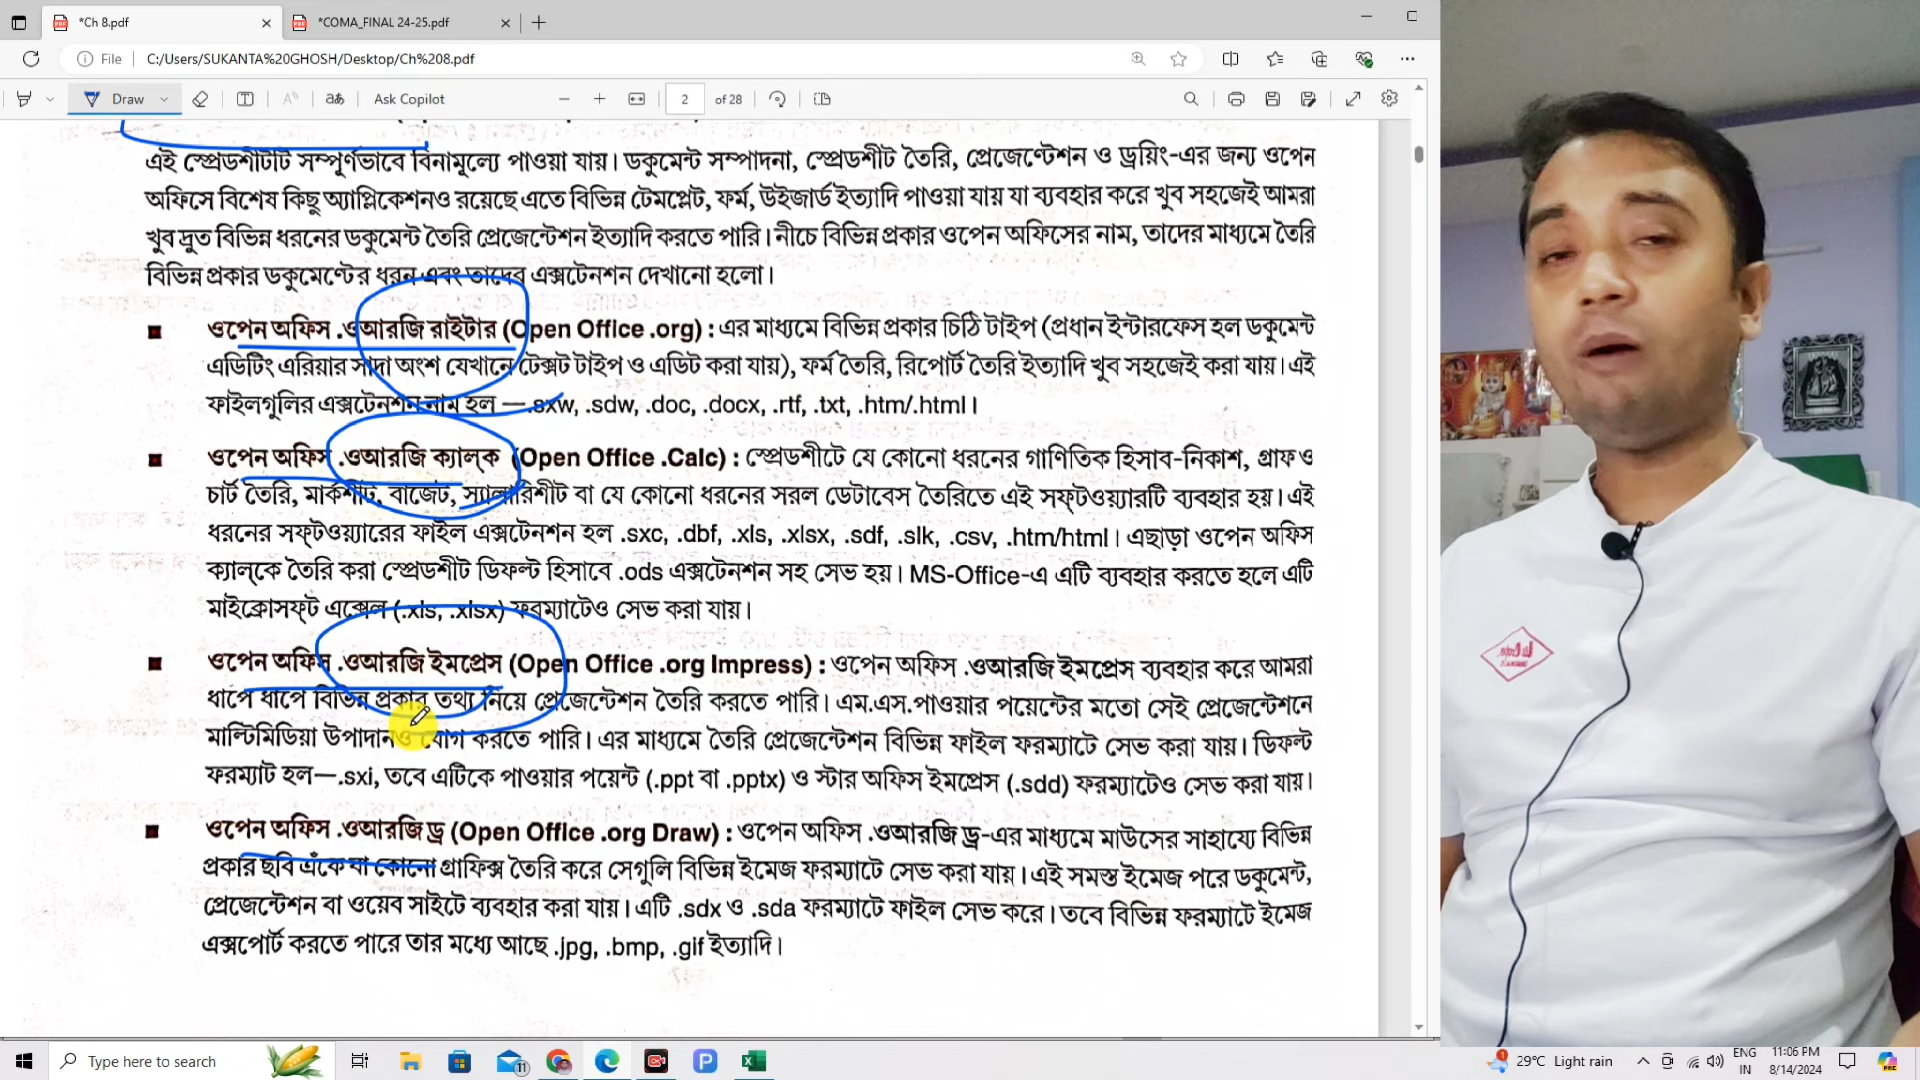 *Ch 8.pdf
*COMA_FINAL 24-25.pdf
File
C:/Users/SUKANTA%20GHOSH/Desktop/Ch%208.pdf
Draw
Ask Copilot
2
of 28
এই স্প্রেডশীটটি সম্পূর্ণভাবে বিনামূল্যে পাওয়া যায়। ডকুমেন্ট সম্পাদনা, স্প্রেডশীট তৈরি, প্রেজেন্টেশন ও ড্রয়িং-এর জন্য ওপেন
অফিসে বিশেষ কিছু অ্যাপ্লিকেশনও রয়েছে এতে বিভিন্ন টেমপ্লেট, ফর্ম, উইজার্ড ইত্যাদি পাওয়া যায় যা ব্যবহার করে খুব সহজেই আমরা
খুব দ্রুত বিভিন্ন ধরনের ডকুমেন্ট তৈরি প্রেজেন্টেশন ইত্যাদি করতে পারি। নীচে বিভিন্ন প্রকার ওপেন অফিসের নাম, তাদের মাধ্যমে তৈরি
বিভিন্ন প্রকার ডকুমেন্টের ধরন এবং তাদের এক্সটেনশন দেখানো হলো।
ওপেন অফিস .ওআরজি রাইটার (Open Office .org) : এর মাধ্যমে বিভিন্ন প্রকার চিঠি টাইপ (প্রধান ইন্টারফেস হল ডকুমেন্ট
এডিটিং এরিয়ার সাদা অংশ যেখানে টেক্সট টাইপ ও এডিট করা যায়), ফর্ম তৈরি, রিপোর্ট তৈরি ইত্যাদি খুব সহজেই করা যায়। এই
ফাইলগুলির এক্সটেনশন নাম হল — .sxw, .sdw, .doc, .docx, .rtf, .txt, .htm/.html।
ওপেন অফিস .ওআরজি ক্যাল্‌ক (Open Office .Calc) : স্প্রেডশীটে যে কোনো ধরনের গাণিতিক হিসাব-নিকাশ, গ্রাফ ও
চার্ট তৈরি, মার্কশীট, বাজেট, স্যালারিশীট বা যে কোনো ধরনের সরল ডেটাবেস তৈরিতে এই সফ্‌টওয়্যারটি ব্যবহার হয়। এই
ধরনের সফ্‌টওয়্যারের ফাইল এক্সটেনশন হল .sxc, .dbf, .xls, .xlsx, .sdf, .slk, .csv, .htm/html। এছাড়া ওপেন অফিস
ক্যাল্‌কে তৈরি করা স্প্রেডশীট ডিফল্ট হিসাবে .ods এক্সটেনশন সহ সেভ হয়। MS-Office-এ এটি ব্যবহার করতে হলে এটি
মাইক্রোসফ্‌ট এক্সেল (.xls, .xlsx) ফরম্যাটেও সেভ করা যায়।
ওপেন অফিস .ওআরজি ইমপ্রেস (Open Office .org Impress) : ওপেন অফিস .ওআরজি ইমপ্রেস ব্যবহার করে আমরা
ধাপে ধাপে বিভিন্ন প্রকার তথ্য নিয়ে প্রেজেন্টেশন তৈরি করতে পারি। এম.এস.পাওয়ার পয়েন্টের মতো সেই প্রেজেন্টেশনে
মাল্টিমিডিয়া উপাদানও যোগ করতে পারি। এর মাধ্যমে তৈরি প্রেজেন্টেশন বিভিন্ন ফাইল ফরম্যাটে সেভ করা যায়। ডিফল্ট
ফরম্যাট হল—.sxi, তবে এটিকে পাওয়ার পয়েন্ট (.ppt বা .pptx) ও স্টার অফিস ইমপ্রেস (.sdd) ফরম্যাটেও সেভ করা যায়।
ওপেন অফিস .ওআরজি ড্র (Open Office .org Draw) : ওপেন অফিস .ওআরজি ড্র-এর মাধ্যমে মাউসের সাহায্যে বিভিন্ন
প্রকার ছবি এঁকে বা কোনো গ্রাফিক্স তৈরি করে সেগুলি বিভিন্ন ইমেজ ফরম্যাটে সেভ করা যায়। এই সমস্ত ইমেজ পরে ডকুমেন্ট,
প্রেজেন্টেশন বা ওয়েব সাইটে ব্যবহার করা যায়। এটি .sdx ও .sda ফরম্যাটে ফাইল সেভ করে। তবে বিভিন্ন ফরম্যাটে ইমেজ
এক্সপোর্ট করতে পারে তার মধ্যে আছে .jpg, .bmp, .gif ইত্যাদি।
Type here to search
11
1
29°C Light rain
ENG
IN
11:06 PM
8/14/2024